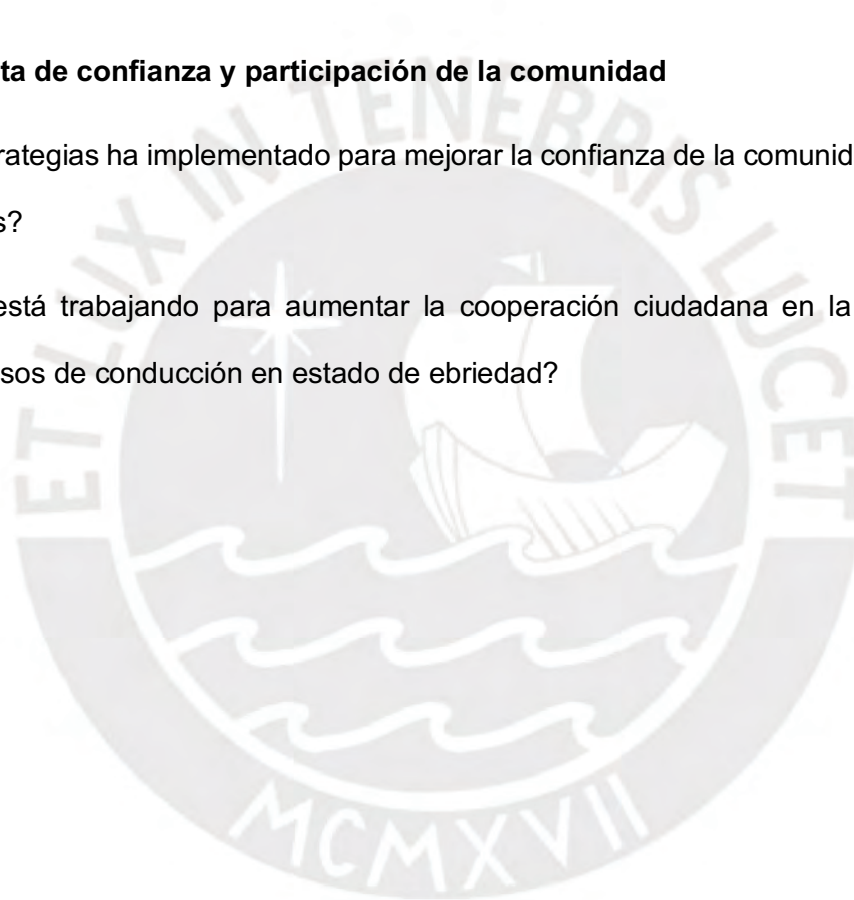 ta de confianza y participación de la comunidad
rategias ha implementado para mejorar la confianza de la comunid
s?
está trabajando para aumentar la cooperación ciudadana en la
sos de conducción en estado de ebriedad?
ET LUX IN TENEBRIS LUCET
MCMXVII